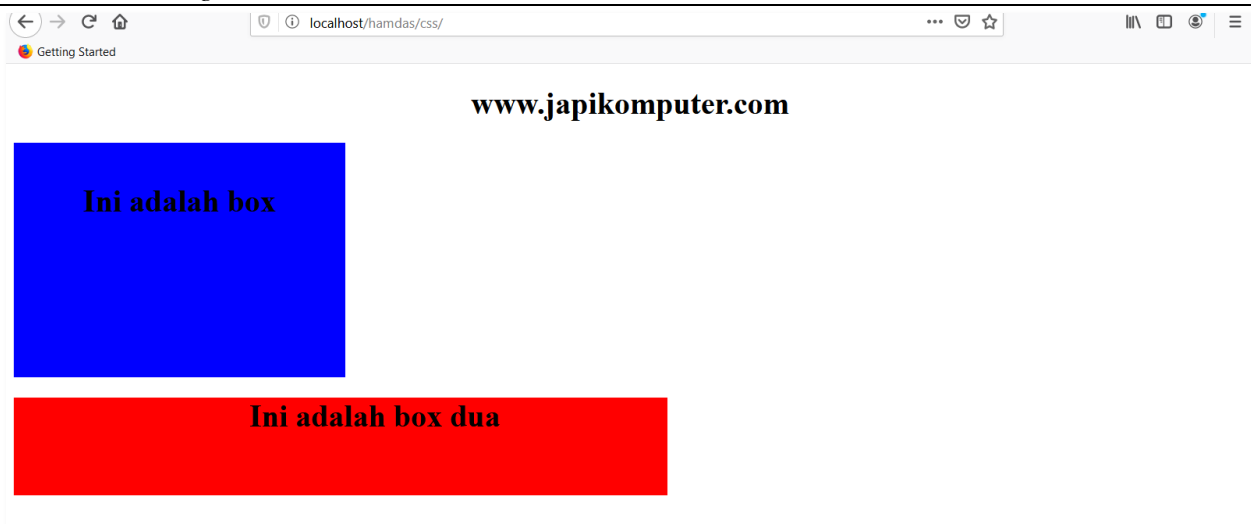 localhost/hamdas/css/
Getting Started
www.japikomputer.com
Ini adalah box
Ini adalah box dua